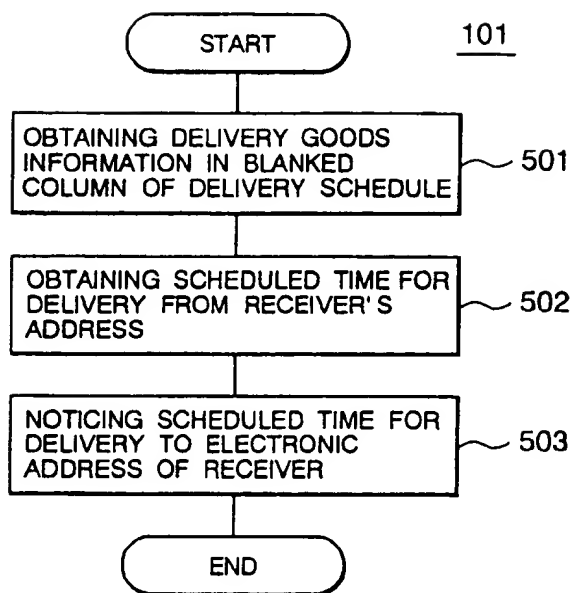 START
101
OBTAINING DELIVERY GOODS
INFORMATION IN BLANKED
COLUMN OF DELIVERY SCHEDULE
501
OBTAINING SCHEDULED TIME FOR
DELIVERY FROM RECEIVER'S
ADDRESS
502
NOTICING SCHEDULED TIME FOR
DELIVERY TO ELECTRONIC
ADDRESS OF RECEIVER
503
END